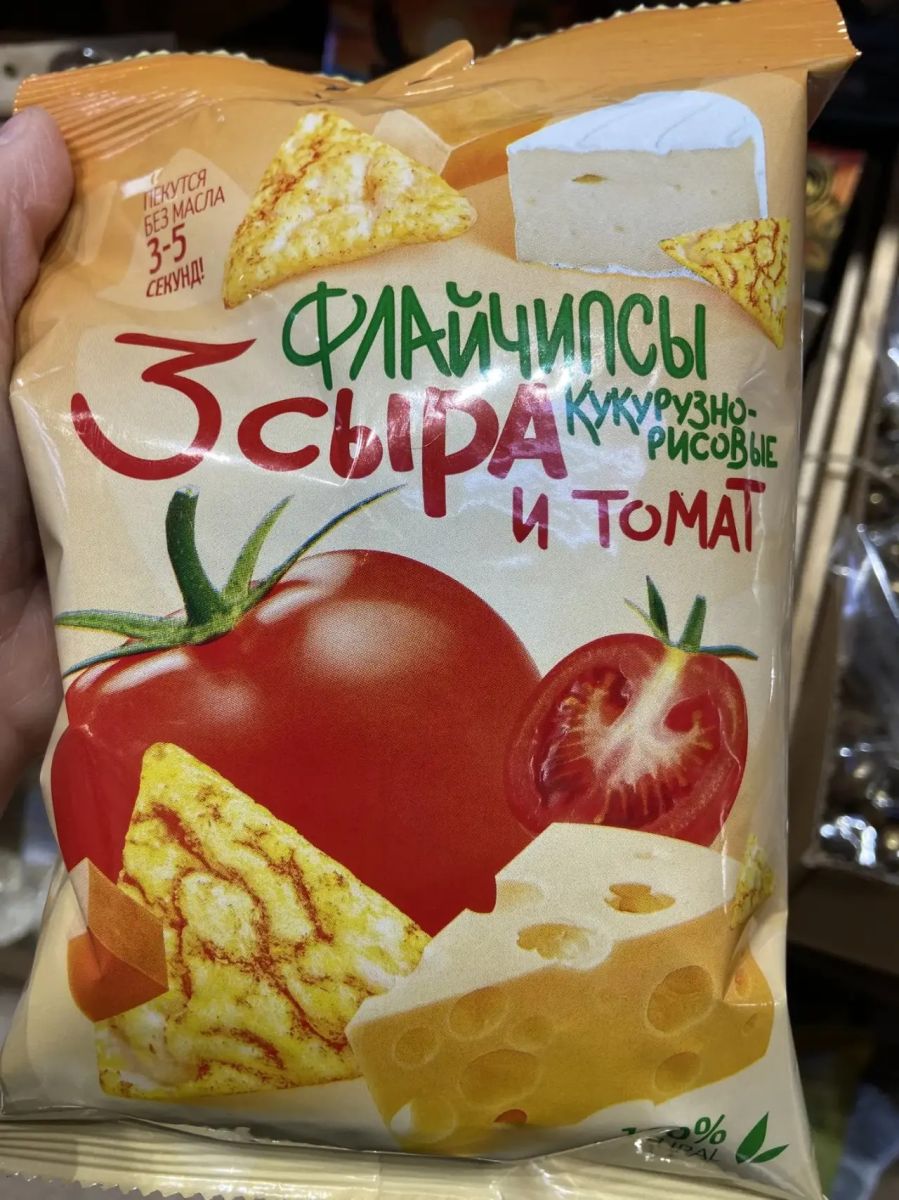 ПЕКУТСЯ
БЕЗ МАСЛА
3-5
СЕКУНД!
ФЛАЙЧИПСЫ
3 сыра
КУКУРУЗНО-
РИСОВЫЕ
И ТОМАТ